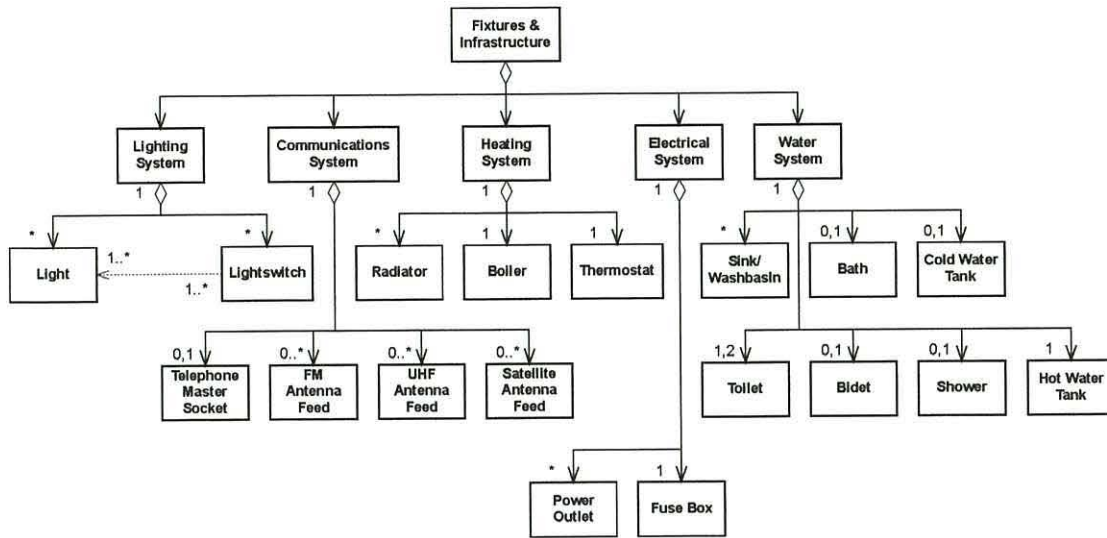 Fixtures &
Infrastructure
Lighting
System
Communications
System
Heating
System
Electrical
System
Water
System
1
1
1
1
1
*
*
*
1
1
*
0,1
0,1
Light
1..*
1..*
Lightswitch
Radiator
Boiler
Thermostat
Sink/
Washbasin
Bath
Cold Water
Tank
0,1
0..*
0..*
0..*
1,2
0,1
0,1
1
Telephone
Master
Socket
FM
Antenna
Feed
UHF
Antenna
Feed
Satellite
Antenna
Feed
Toilet
Bidet
Shower
Hot Water
Tank
*
1
Power
Outlet
Fuse Box